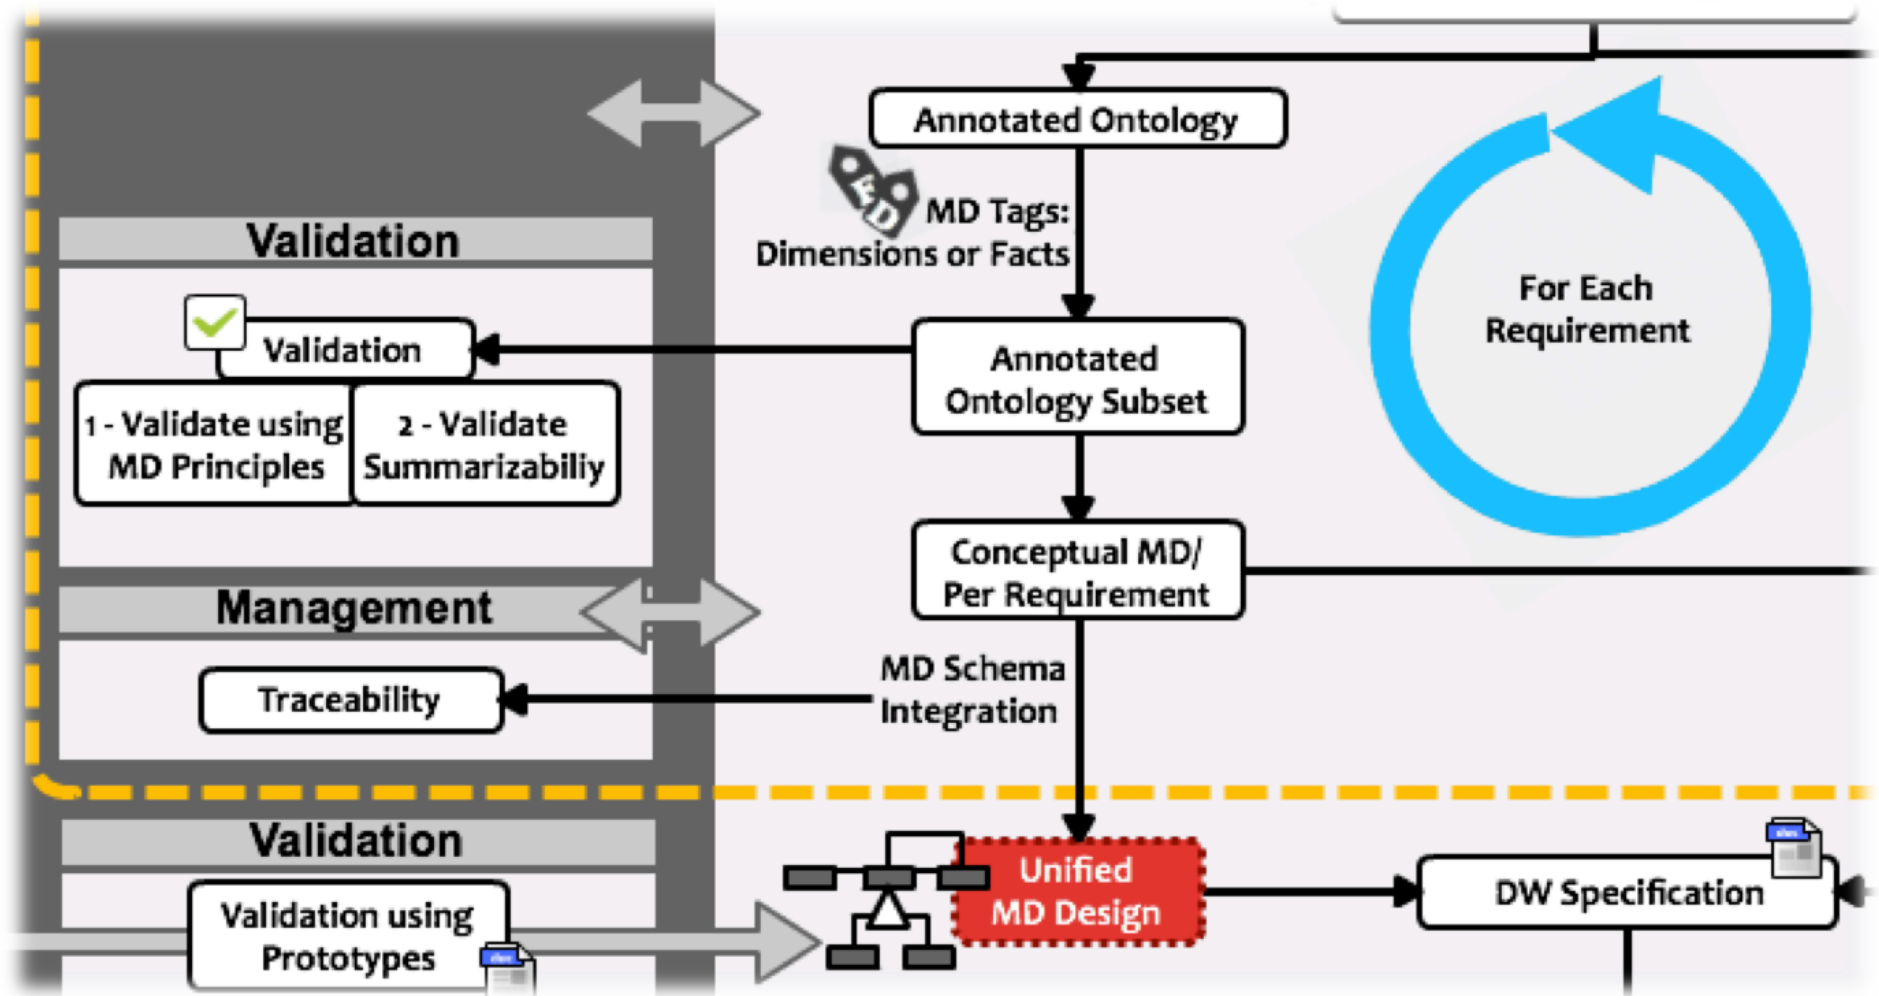 Annotated Ontology
F
D
MD Tags:
Dimensions or Facts
For Each
Requirement
Validation
Validation
1 - Validate using
MD Principles
2 - Validate
Summarizabiliy
Annotated
Ontology Subset
Conceptual MD/
Per Requirement
Management
Traceability
MD Schema
Integration
Validation
Validation using
Prototypes
Unified
MD Design
DW Specification